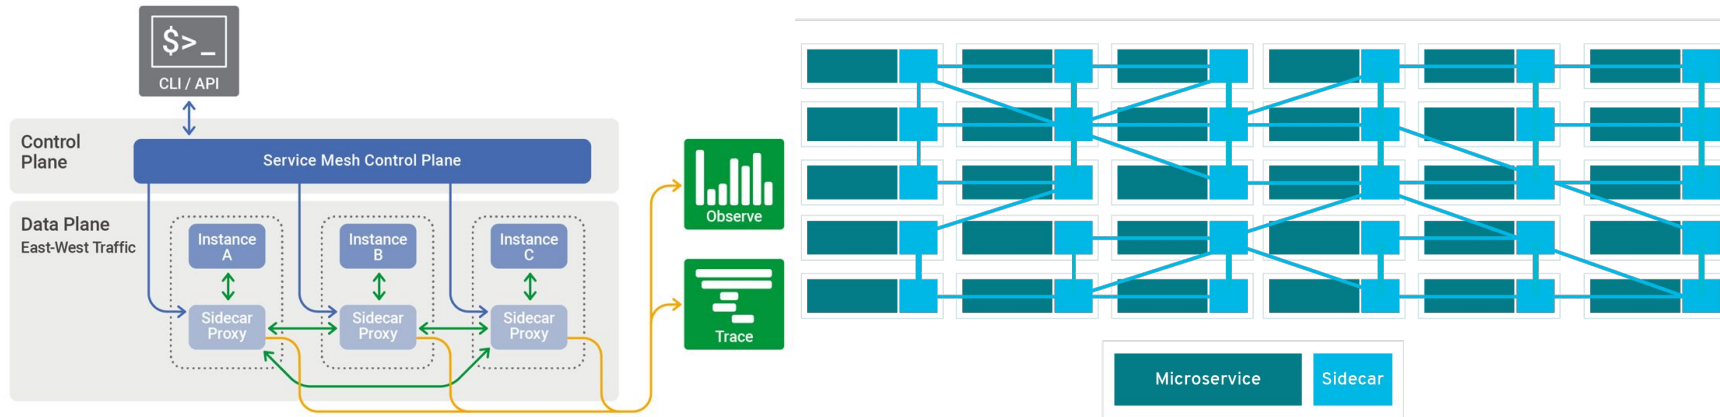 $>_
CLI / API
Control
Plane
Service Mesh Control Plane
Data Plane
East-West Traffic
Instance
A
Instance
B
Instance
C
Sidecar
Proxy
Sidecar
Proxy
Sidecar
Proxy
Observe
Trace
Microservice
Sidecar